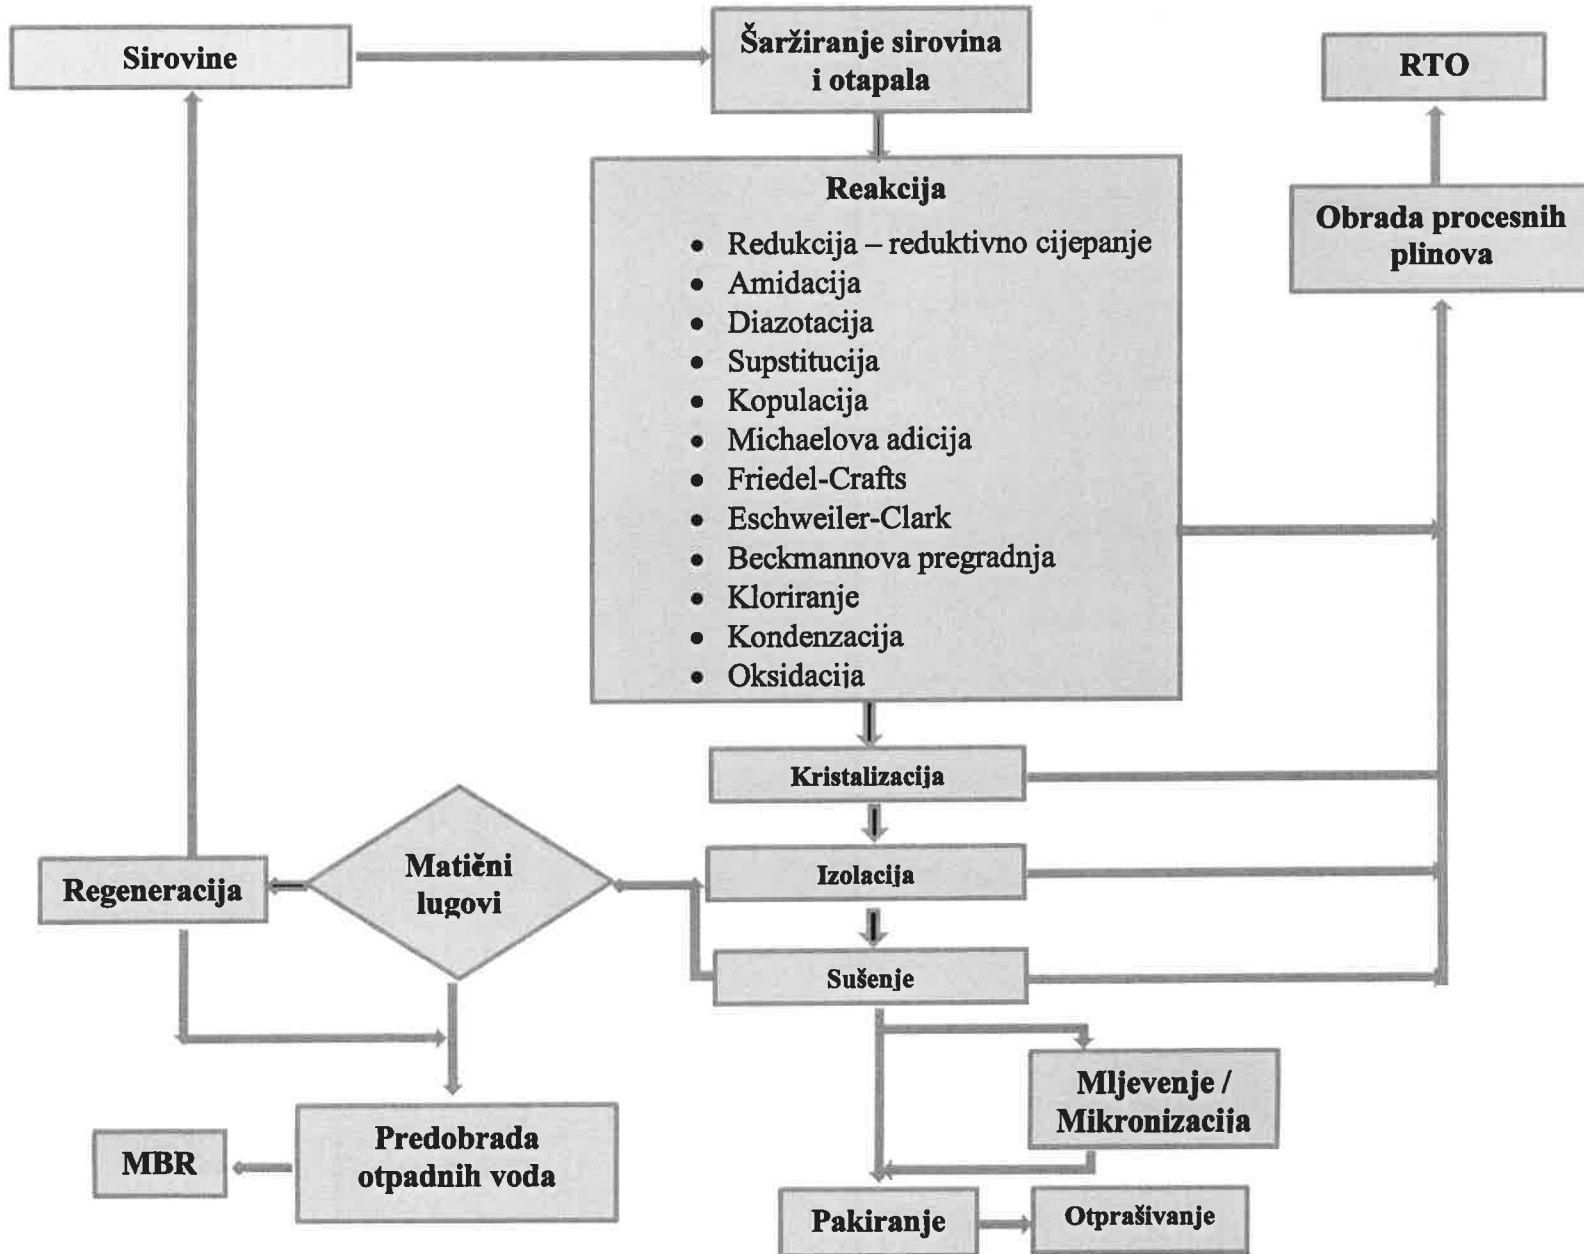 Sirovine
Šaržiranje sirovina
i otapala
RTO
Obrada procesnih
plinova
Reakcija
• Redukcija – reduktivno cijepanje
• Amidacija
• Diazotacija
• Supstitucija
• Kopulacija
• Michaelova adicija
• Friedel-Crafts
• Eschweiler-Clark
• Beckmannova pregradnja
• Kloriranje
• Kondenzacija
• Oksidacija
Kristalizacija
Matični
lugovi
Regeneracija
Izolacija
Sušenje
Mljevenje /
Mikronizacija
Predobrada
otpadnih voda
MBR
Pakiranje
Otprašivanje